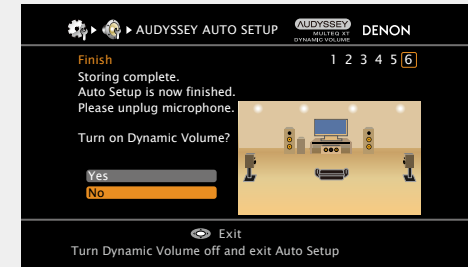 AUDYSSEY AUTO SETUP
AUDYSSEY
MULTEQ XT
DYNAMIC VOLUME
DENON
Finish
1 2 3 4 5 6
Storing complete.
Auto Setup is now finished.
Please unplug microphone.
Turn on Dynamic Volume?
Yes
No
Exit
Turn Dynamic Volume off and exit Auto Setup